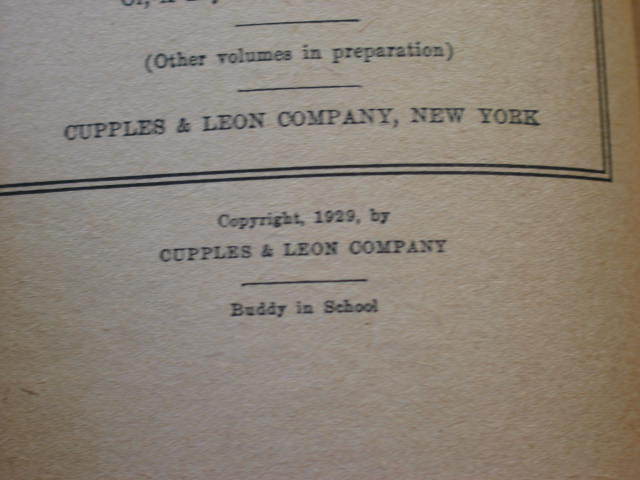 (Other volumes in preparation)
CUPPLES & LEON COMPANY, NEW YORK
Copyright, 1929, by
CUPPLES & LEON COMPANY
Buddy in School